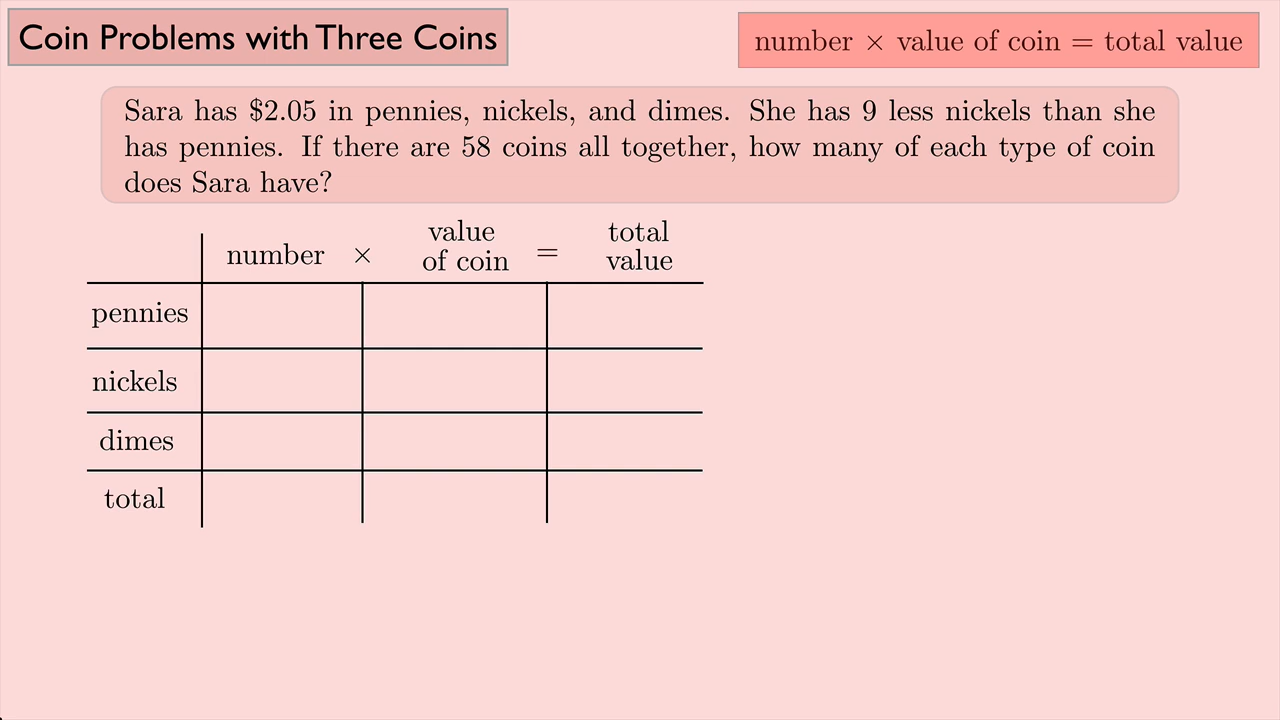 Coin Problems with Three Coins
number × value of coin = total value
Sara has $2.05 in pennies, nickels, and dimes. She has 9 less nickels than she
has pennies. If there are 58 coins all together, how many of each type of coin
does Sara have?
number × value of coin = total value
pennies
nickels
dimes
total